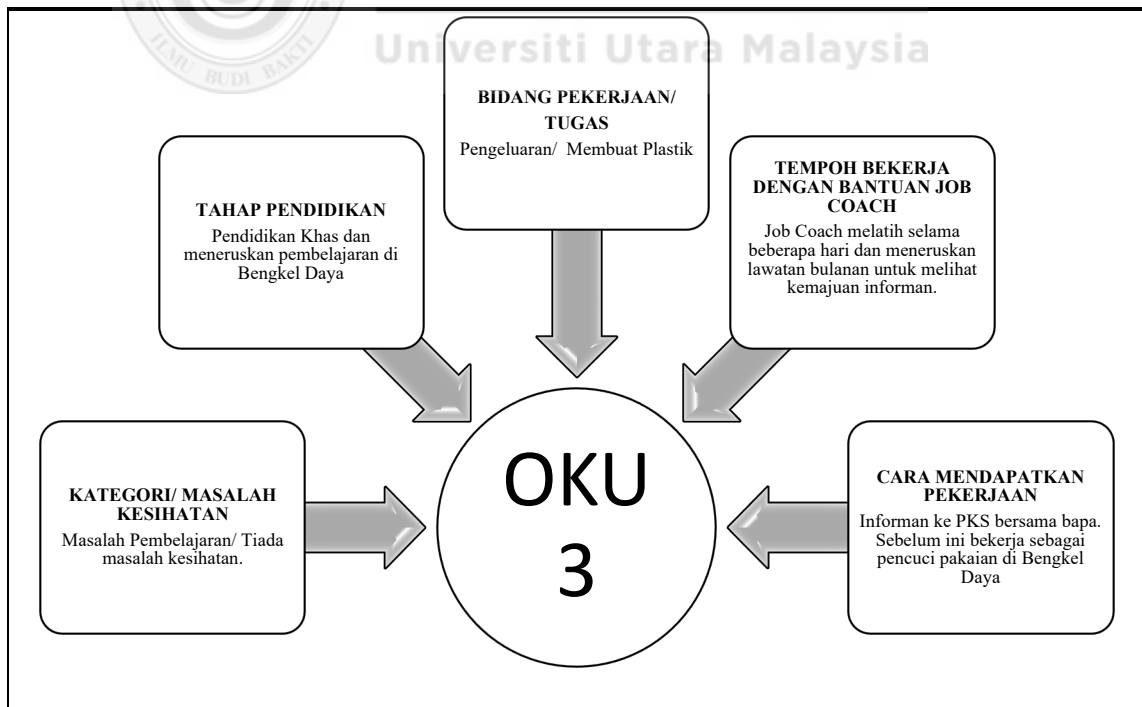 ILMU BUDI BAKTI
Universiti Utara Malaysia
BIDANG PEKERJAAN/
TUGAS
Pengeluaran/ Membuat Plastik
TAHAP PENDIDIKAN
Pendidikan Khas dan
meneruskan pembelajaran di
Bengkel Daya
TEMPOH BEKERJA
DENGAN BANTUAN JOB
COACH
Job Coach melatih selama
beberapa hari dan meneruskan
lawatan bulanan untuk melihat
kemajuan informan.
KATEGORI/ MASALAH
KESIHATAN
Masalah Pembelajaran/ Tiada
masalah kesihatan.
OKU
3
CARA MENDAPATKAN
PEKERJAAN
Informan ke PKS bersama bapa.
Sebelum ini bekerja sebagai
pencuci pakaian di Bengkel
Daya